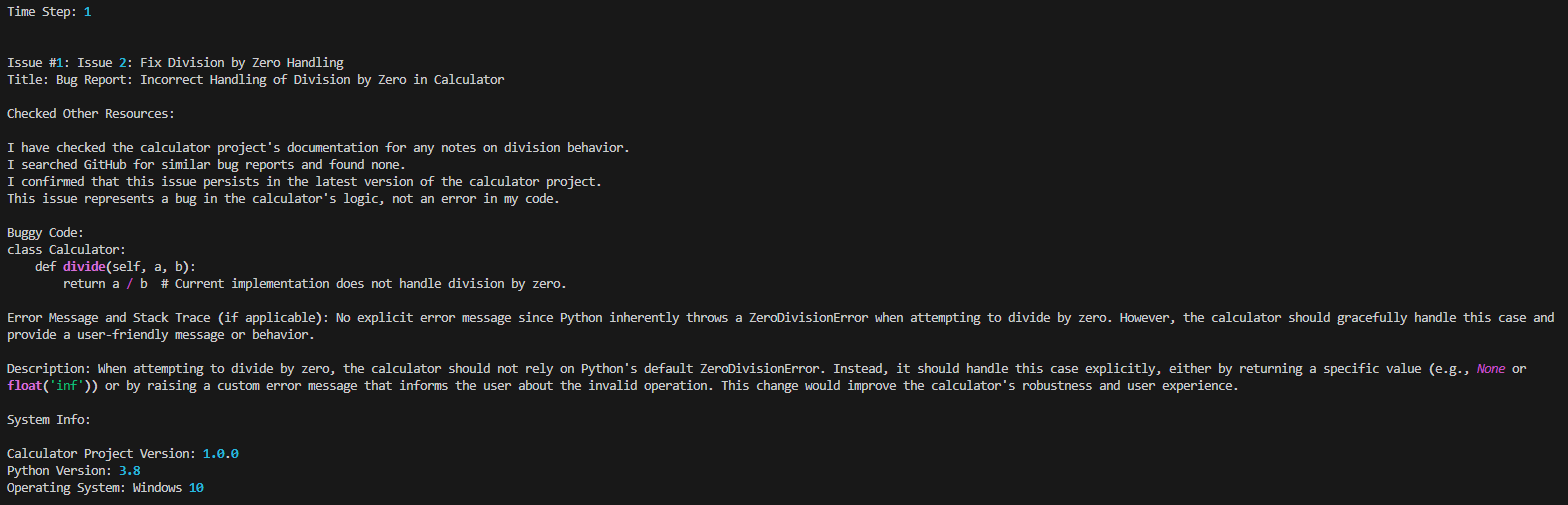 Time Step: 1
Issue #1: Issue 2: Fix Division by Zero Handling
Title: Bug Report: Incorrect Handling of Division by Zero in Calculator
Checked Other Resources:
I have checked the calculator project's documentation for any notes on division behavior.
I searched GitHub for similar bug reports and found none.
I confirmed that this issue persists in the latest version of the calculator project.
This issue represents a bug in the calculator's logic, not an error in my code.
Buggy Code:
class Calculator:
    def divide(self, a, b):
        return a / b  # Current implementation does not handle division by zero.
Error Message and Stack Trace (if applicable): No explicit error message since Python inherently throws a ZeroDivisionError when attempting to divide by zero. However, the calculator should gracefully handle this case and
provide a user-friendly message or behavior.
Description: When attempting to divide by zero, the calculator should not rely on Python's default ZeroDivisionError. Instead, it should handle this case explicitly, either by returning a specific value (e.g., None or
float('inf')) or by raising a custom error message that informs the user about the invalid operation. This change would improve the calculator's robustness and user experience.
System Info:
Calculator Project Version: 1.0.0
Python Version: 3.8
Operating System: Windows 10